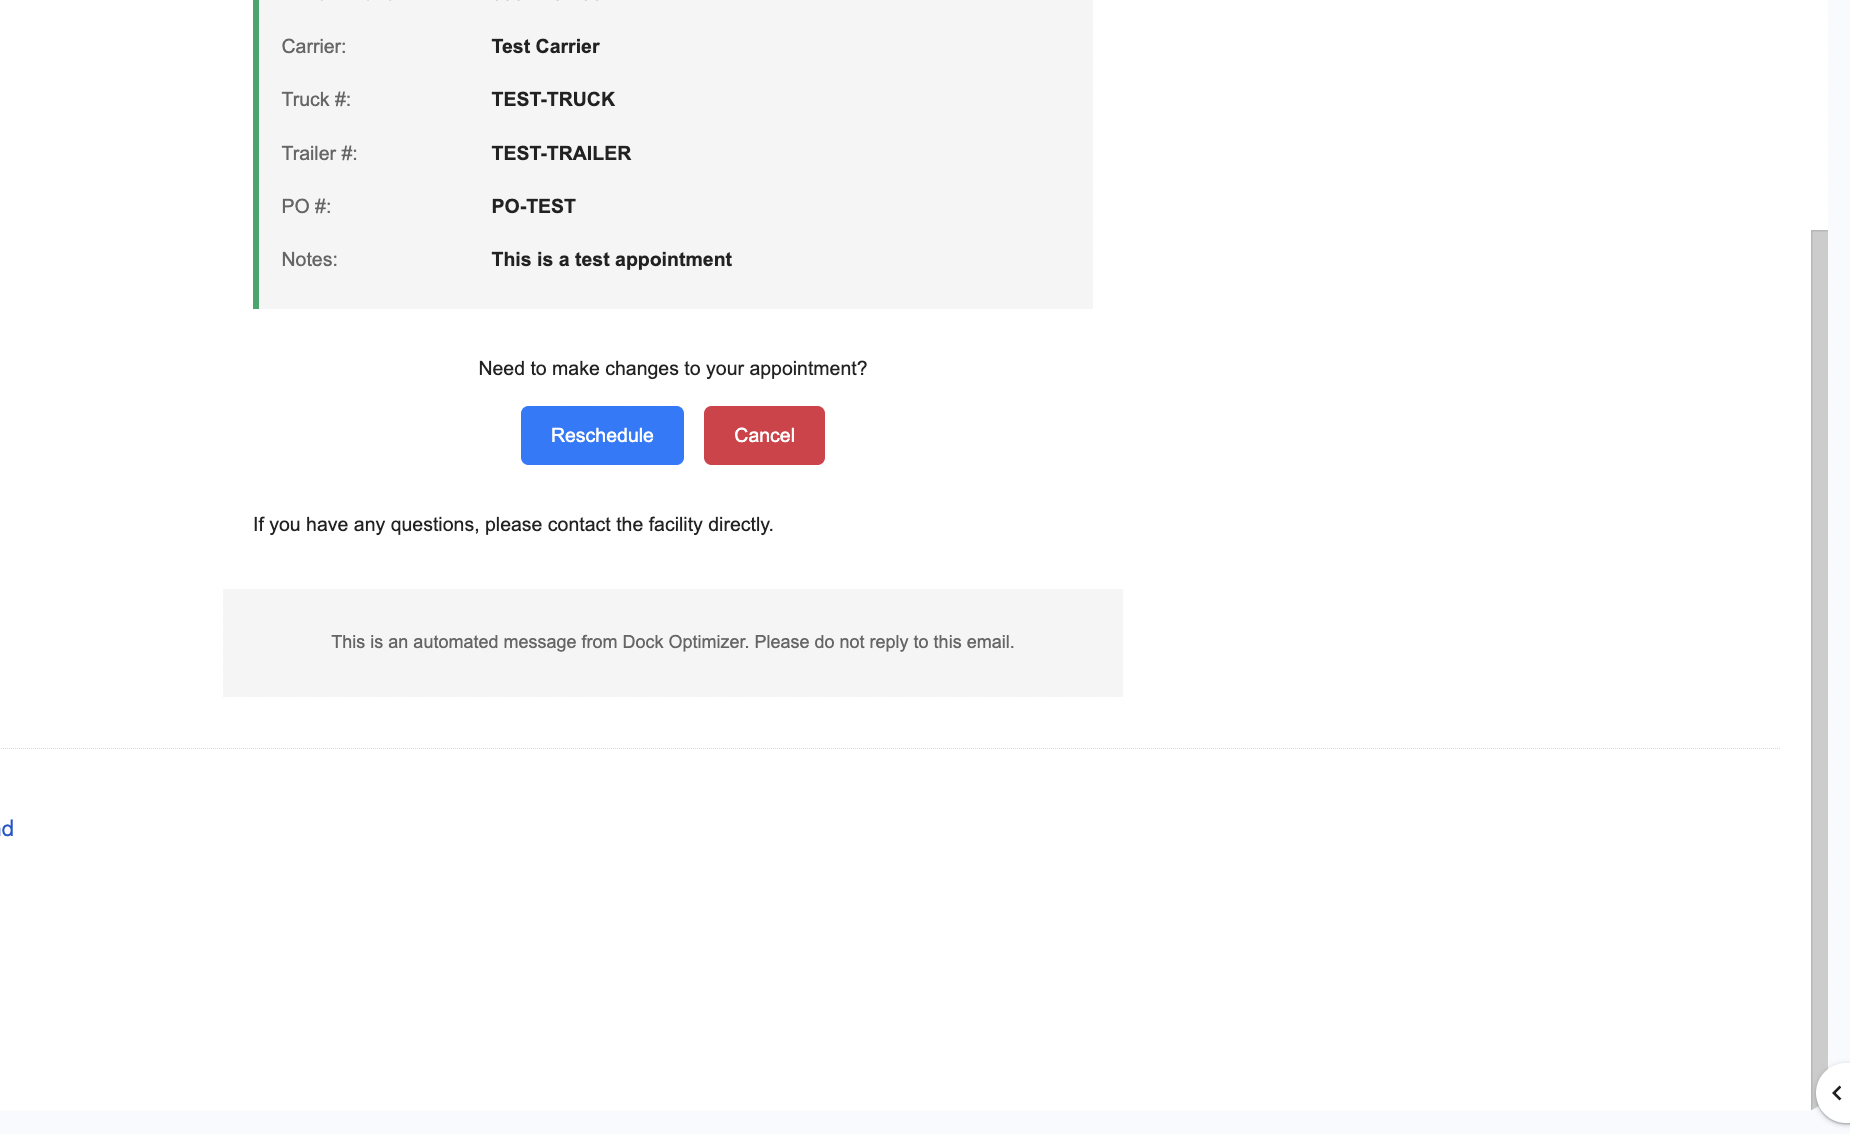 Carrier: Test Carrier
Truck #: TEST-TRUCK
Trailer #: TEST-TRAILER
PO #: PO-TEST
Notes: This is a test appointment
Need to make changes to your appointment?
Reschedule Cancel
If you have any questions, please contact the facility directly.
This is an automated message from Dock Optimizer. Please do not reply to this email.
d